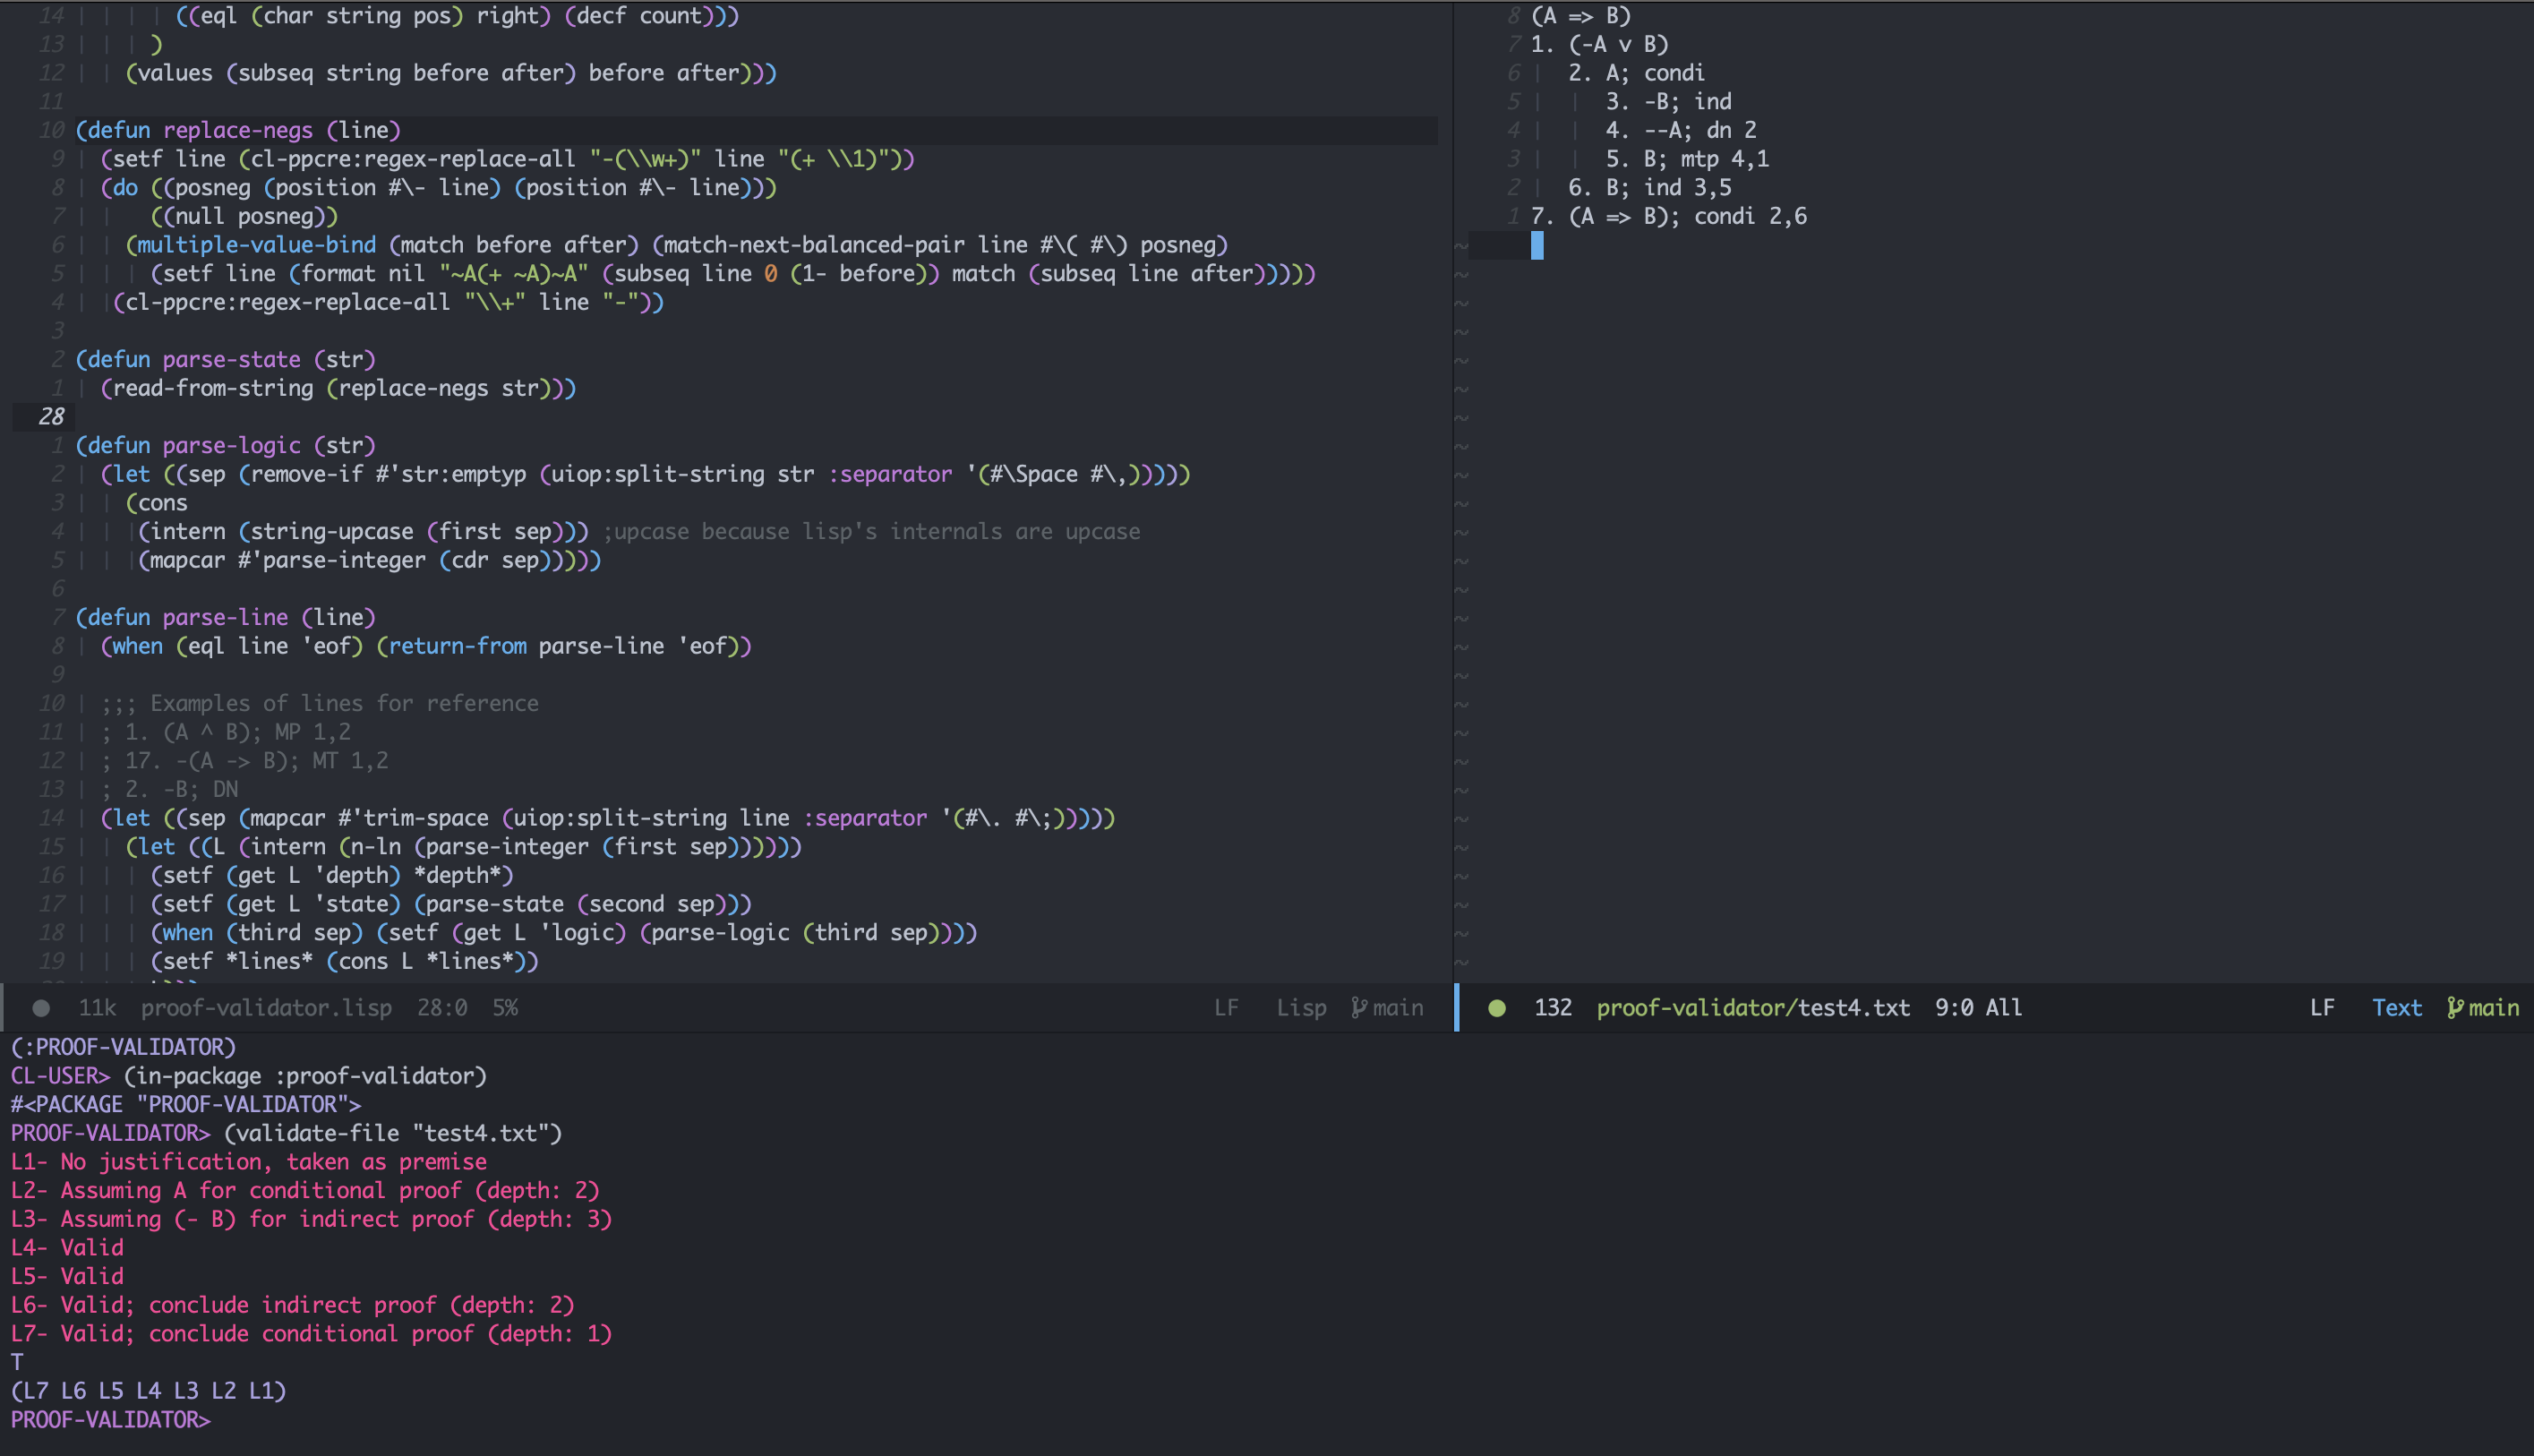 14 ((eql (char string pos) right) (decf count)))
13 )
12 (values (subseq string before after) before after)))
11
10 (defun replace-negs (line)
9 (setf line (cl-ppcre:regex-replace-all "-(\\w+)" line "(+ \\1)"))
8 (do ((posneg (position #\- line) (position #\- line)))
7 ((null posneg))
6 (multiple-value-bind (match before after) (match-next-balanced-pair line #\( #\) posneg)
5 (setf line (format nil "~A(+ ~A)~A" (subseq line 0 (1- before)) match (subseq line after)))))
4 (cl-ppcre:regex-replace-all "\\+" line "-"))
3
2 (defun parse-state (str)
1 (read-from-string (replace-negs str)))
28
1 (defun parse-logic (str)
2 (let ((sep (remove-if #'str:emptyp (uiop:split-string str :separator '(#\Space #\,)))))
3 (cons
4 (intern (string-upcase (first sep))) ;upcase because lisp's internals are upcase
5 (mapcar #'parse-integer (cdr sep)))))
6
7 (defun parse-line (line)
8 (when (eql line 'eof) (return-from parse-line 'eof))
9
10 ;;; Examples of lines for reference
11 ; 1. (A ^ B); MP 1,2
12 ; 17. -(A -> B); MT 1,2
13 ; 2. -B; DN
14 (let ((sep (mapcar #'trim-space (uiop:split-string line :separator '(#\. #\;)))))
15 (let ((L (intern (n-ln (parse-integer (first sep))))))
16 (setf (get L 'depth) *depth*)
17 (setf (get L 'state) (parse-state (second sep)))
18 (when (third sep) (setf (get L 'logic) (parse-logic (third sep))))
19 (setf *lines* (cons L *lines*))
11k proof-validator.lisp 28:0 5% LF Lisp main
8 (A => B)
7 1. (-A v B)
6 2. A; condi
5 3. -B; ind
4 4. --A; dn 2
3 5. B; mtp 4,1
2 6. B; ind 3,5
1 7. (A => B); condi 2,6
132 proof-validator/test4.txt 9:0 All LF Text main
(:PROOF-VALIDATOR)
CL-USER> (in-package :proof-validator)
#<PACKAGE "PROOF-VALIDATOR">
PROOF-VALIDATOR> (validate-file "test4.txt")
L1- No justification, taken as premise
L2- Assuming A for conditional proof (depth: 2)
L3- Assuming (- B) for indirect proof (depth: 3)
L4- Valid
L5- Valid
L6- Valid; conclude indirect proof (depth: 2)
L7- Valid; conclude conditional proof (depth: 1)
T
(L7 L6 L5 L4 L3 L2 L1)
PROOF-VALIDATOR>